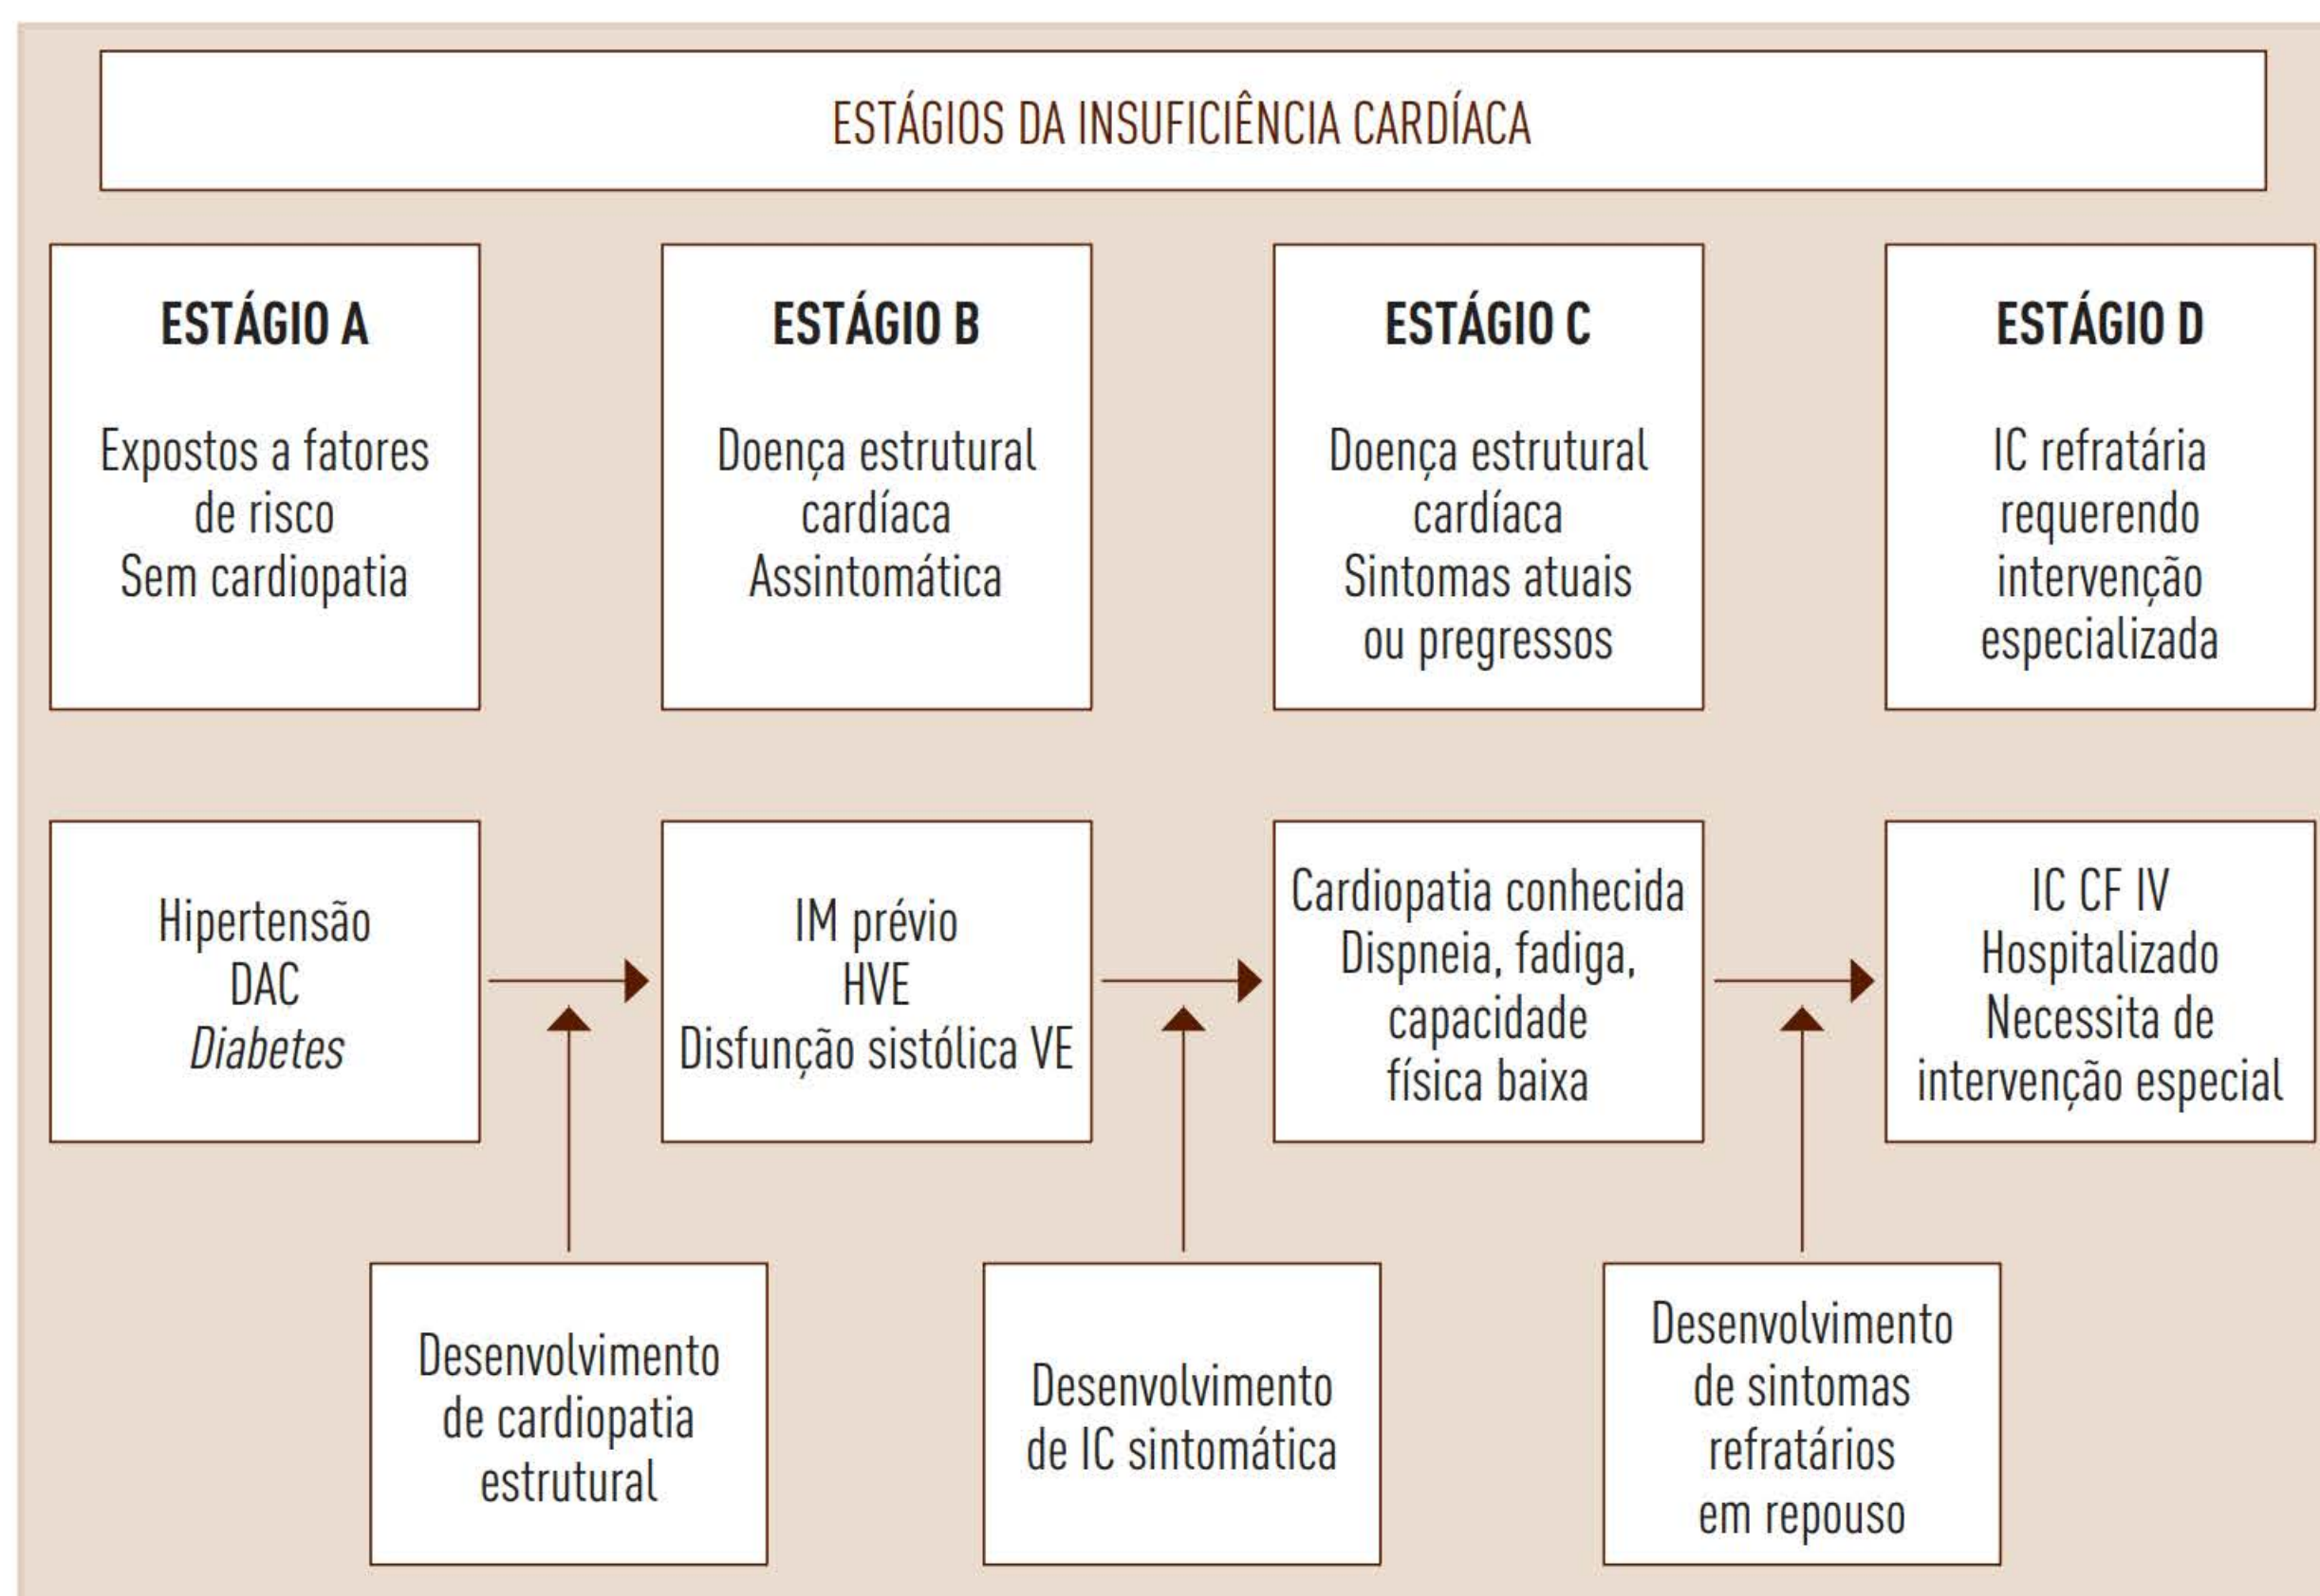 ESTÁGIOS DA INSUFICIÊNCIA CARDÍACA
ESTÁGIO A
Expostos a fatores
de risco
Sem cardiopatia
ESTÁGIO B
Doença estrutural
cardíaca
Assintomática
ESTÁGIO C
Doença estrutural
cardíaca
Sintomas atuais
ou pregressos
ESTÁGIO D
IC refratária
requerendo
intervenção
especializada
Hipertensão
DAC
Diabetes
IM prévio
HVE
Disfunção sistólica VE
Cardiopatia conhecida
Dispneia, fadiga,
capacidade
física baixa
IC CF IV
Hospitalizado
Necessita de
intervenção especial
Desenvolvimento
de cardiopatia
estrutural
Desenvolvimento
de IC sintomática
Desenvolvimento
de sintomas
refratários
em repouso